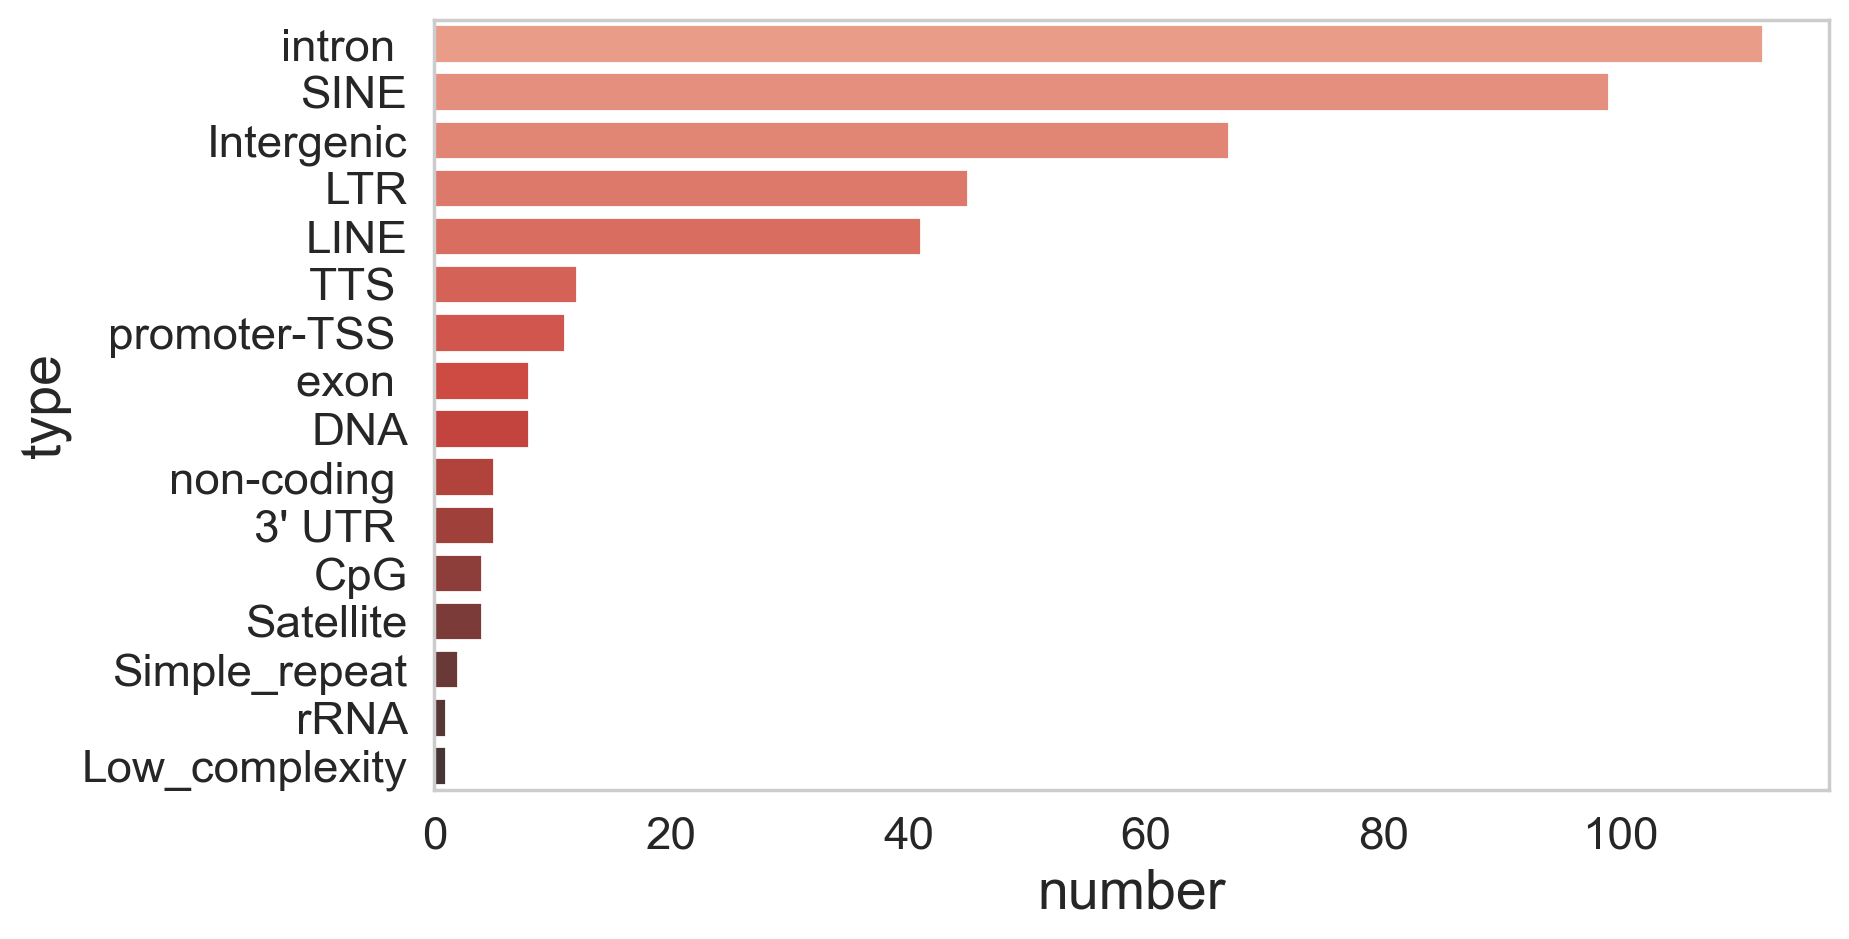 intron
SINE
Intergenic
LTR
LINE
TTS
promoter-TSS
exon
DNA
non-coding
3' UTR
CpG
Satellite
Simple_repeat
rRNA
Low_complexity
type
0 20 40 60 80 100
number